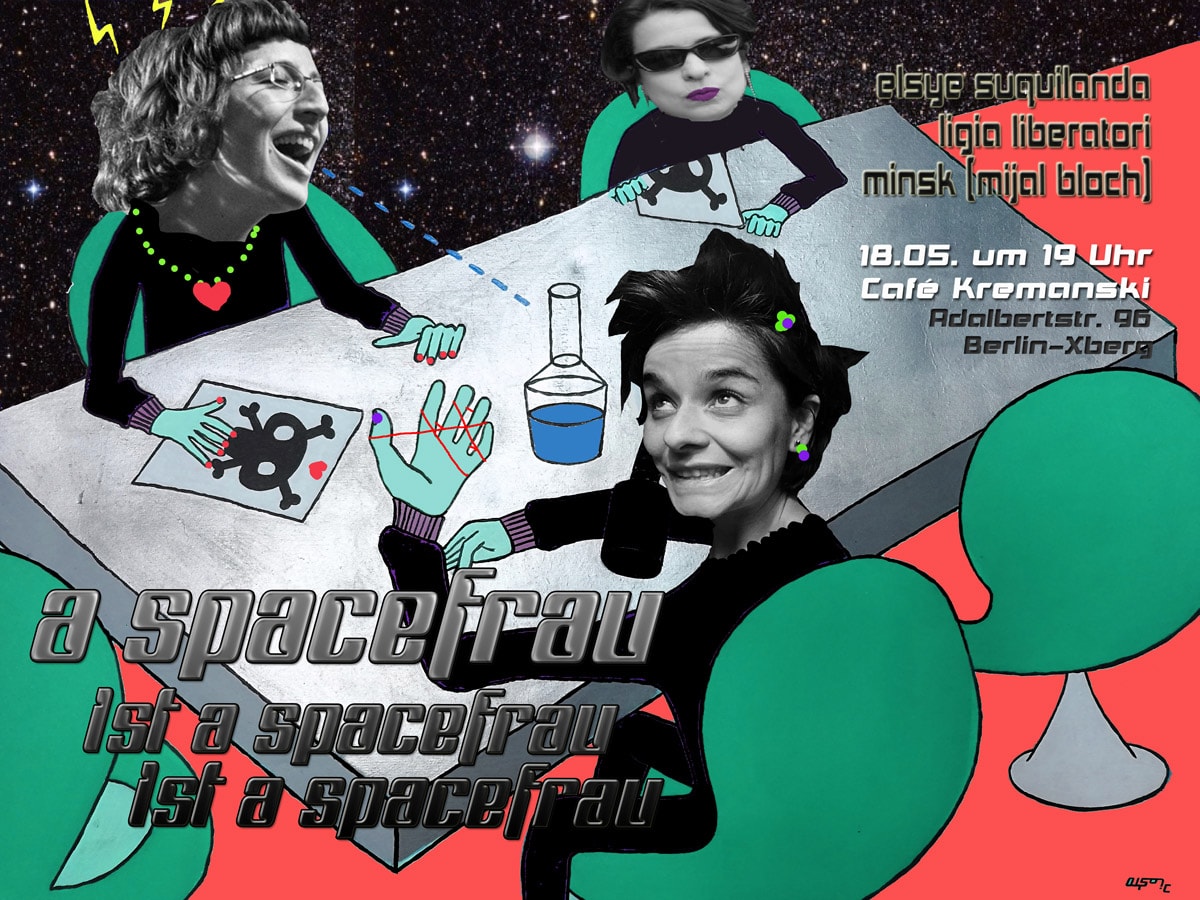 elsye suquilanda
ligia liberatori
minsk (mijal bloch)
18.05. um 19 Uhr
Café Kremanski
Adalbertstr. 96
Berlin-Xberg
a spacefrau
ist a spacefrau
ist a spacefrau